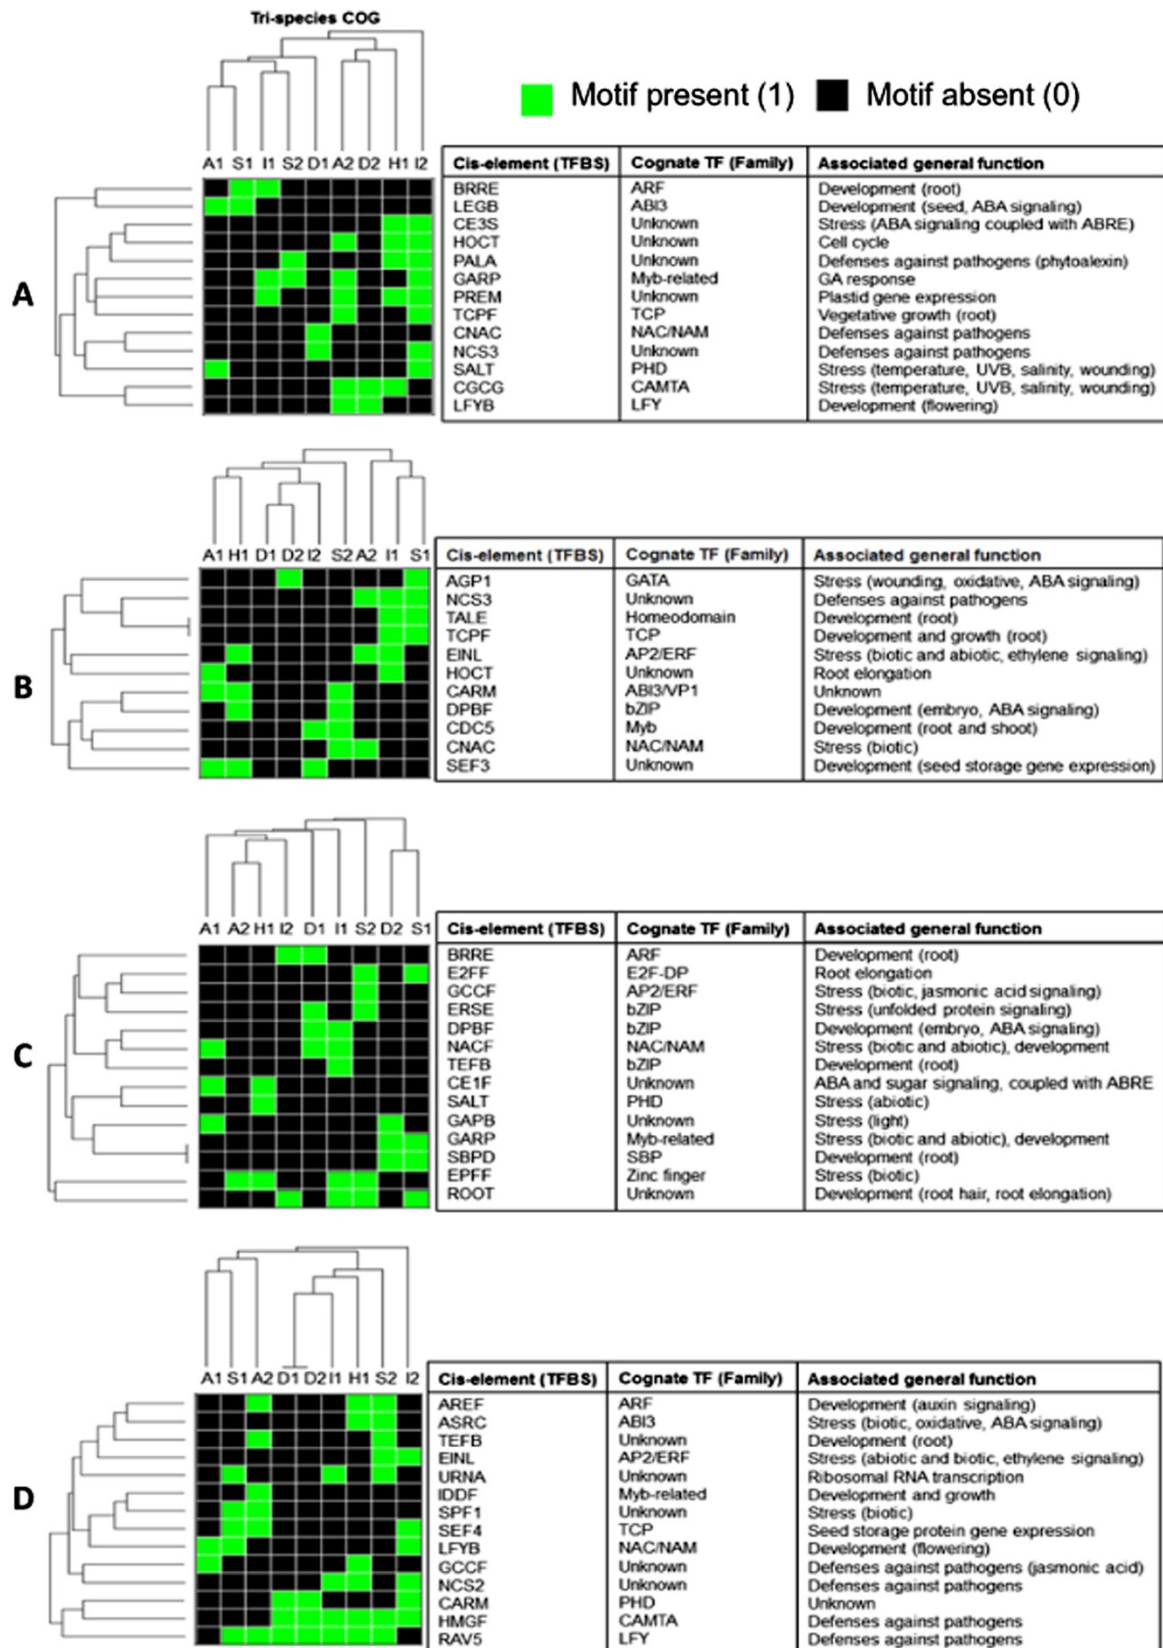 Tri-species COG
Motif present (1) Motif absent (0)
A1 S1 I1 S2 D1 A2 D2 H1 I2
Cis-element (TFBS) Cognate TF (Family) Associated general function
BRRE ARF Development (root)
LEGB ABI3 Development (seed, ABA signaling)
CE3S Unknown Stress (ABA signaling coupled with ABRE)
HOCT Unknown Cell cycle
PALA Unknown Defenses against pathogens (phytoalexin)
GARP Myb-related GA response
A
PREM Unknown Plastid gene expression
TCPF TCP Vegetative growth (root)
CNAC NAC/NAM Defenses against pathogens
NCS3 Unknown Defenses against pathogens
SALT PHD Stress (temperature, UVB, salinity, wounding)
CGCG CAMTA Stress (temperature, UVB, salinity, wounding)
LFYB LFY Development (flowering)
A1 H1 D1 D2 I2 S2 A2 I1 S1
Cis-element (TFBS) Cognate TF (Family) Associated general function
AGP1 GATA Stress (wounding, oxidative, ABA signaling)
NCS3 Unknown Defenses against pathogens
TALE Homeodomain Development (root)
TCPF TCP Development and growth (root)
EINL AP2/ERF Stress (biotic and abiotic, ethylene signaling)
HOCT Unknown Root elongation
B
CARM ABI3/VP1 Unknown
DPBF bZIP Development (embryo, ABA signaling)
CDC5 Myb Development (root and shoot)
CNAC NAC/NAM Stress (biotic)
SEF3 Unknown Development (seed storage gene expression)
A1 A2 H1 I2 D1 I1 S2 D2 S1
Cis-element (TFBS) Cognate TF (Family) Associated general function
BRRE ARF Development (root)
E2FF E2F-DP Root elongation
GCCF AP2/ERF Stress (biotic, jasmonic acid signaling)
ERSE bZIP Stress (unfolded protein signaling)
DPBF bZIP Development (embryo, ABA signaling)
C
NACF NAC/NAM Stress (biotic and abiotic), development
TEFB bZIP Development (root)
CE1F Unknown ABA and sugar signaling, coupled with ABRE
SALT PHD Stress (abiotic)
GAPB Unknown Stress (light)
GARP Myb-related Stress (biotic and abiotic), development
SBPD SBP Development (root)
EPFF Zinc finger Stress (biotic)
ROOT Unknown Development (root hair, root elongation)
A1 S1 A2 D1 D2 I1 H1 S2 I2
Cis-element (TFBS) Cognate TF (Family) Associated general function
AREF ARF Development (auxin signaling)
ASRC ABI3 Stress (biotic, oxidative, ABA signaling)
TEFB Unknown Development (root)
EINL AP2/ERF Stress (abiotic and biotic, ethylene signaling)
URNA Unknown Ribosomal RNA transcription
D
IDDF Myb-related Development and growth
SPF1 Unknown Stress (biotic)
SEF4 TCP Seed storage protein gene expression
LFYB NAC/NAM Development (flowering)
GCCF Unknown Defenses against pathogens (jasmonic acid)
NCS2 Unknown Defenses against pathogens
CARM PHD Unknown
HMGF CAMTA Defenses against pathogens
RAV5 LFY Defenses against pathogens